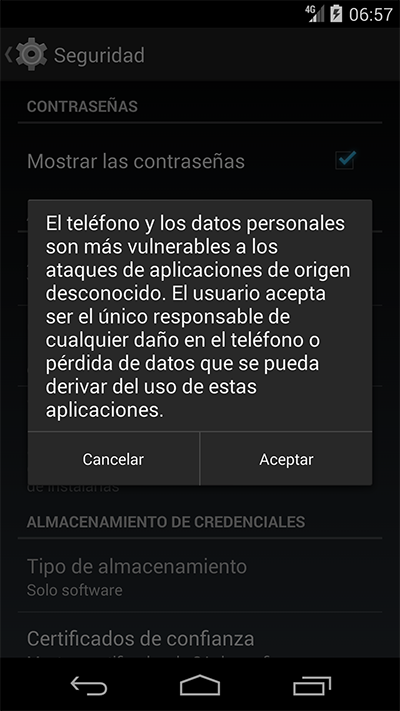 4G 06:57
Seguridad
CONTRASEÑAS
Mostrar las contraseñas
El teléfono y los datos personales
son más vulnerables a los
ataques de aplicaciones de origen
desconocido. El usuario acepta
ser el único responsable de
cualquier daño en el teléfono o
pérdida de datos que se pueda
derivar del uso de estas
aplicaciones.
Cancelar Aceptar
de instalarlas
ALMACENAMIENTO DE CREDENCIALES
Tipo de almacenamiento
Solo software
Certificados de confianza